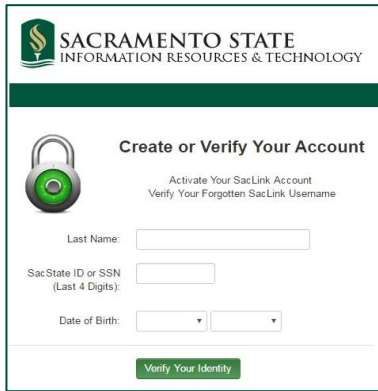 SACRAMENTO STATE
INFORMATION RESOURCES & TECHNOLOGY
Create or Verify Your Account
Activate Your SacLink Account
Verify Your Forgotten SacLink Username
Last Name:
SacState ID or SSN
(Last 4 Digits):
Date of Birth:
Verify Your Identity